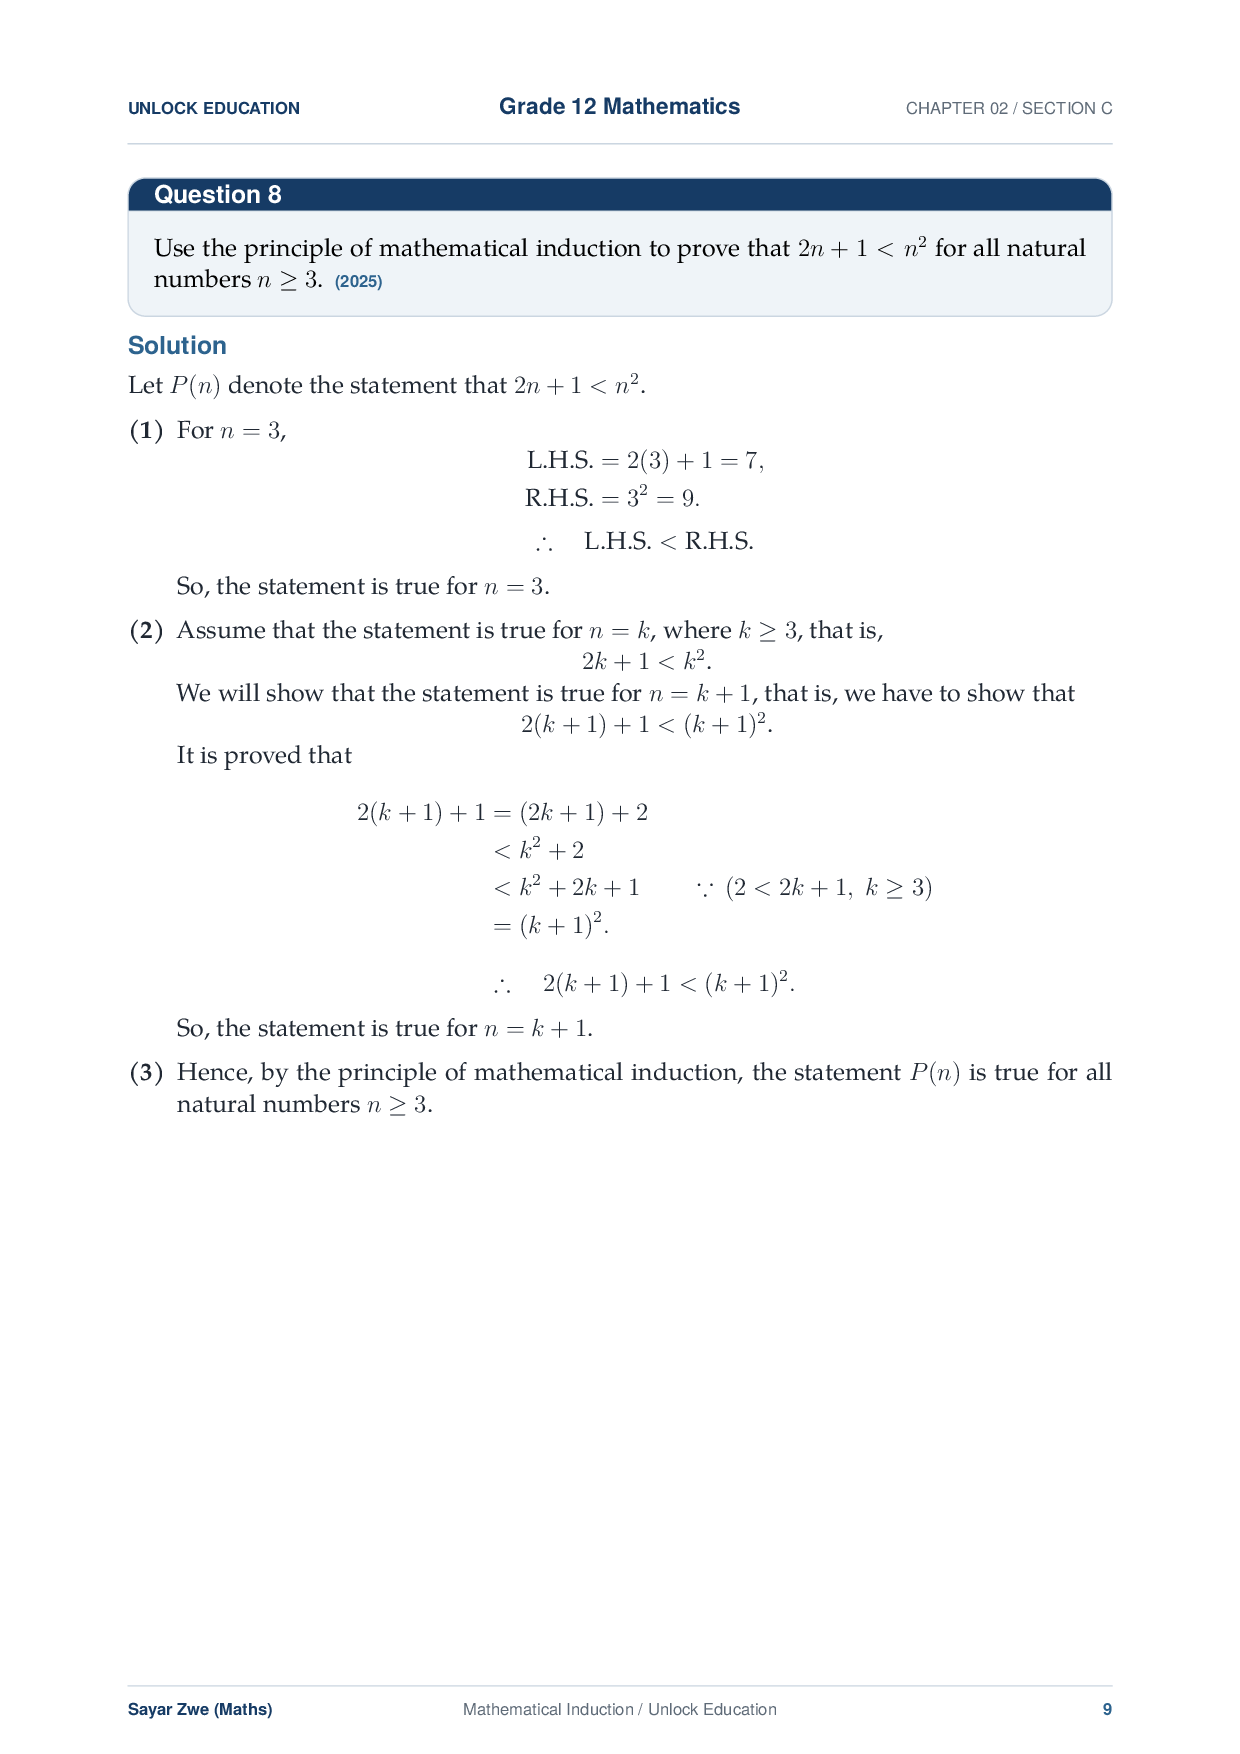 UNLOCK EDUCATION Grade 12 Mathematics CHAPTER 02 / SECTION C
Question 8
Use the principle of mathematical induction to prove that 2n + 1 < n² for all natural
numbers n ≥ 3. (2025)
Solution
Let P(n) denote the statement that 2n + 1 < n².
(1) For n = 3,
L.H.S. = 2(3) + 1 = 7,
R.H.S. = 3² = 9.
∴ L.H.S. < R.H.S.
So, the statement is true for n = 3.
(2) Assume that the statement is true for n = k, where k ≥ 3, that is,
2k + 1 < k².
We will show that the statement is true for n = k + 1, that is, we have to show that
2(k + 1) + 1 < (k + 1)².
It is proved that
2(k + 1) + 1 = (2k + 1) + 2
< k² + 2
< k² + 2k + 1 ∵ (2 < 2k + 1, k ≥ 3)
= (k + 1)².
∴ 2(k + 1) + 1 < (k + 1)².
So, the statement is true for n = k + 1.
(3) Hence, by the principle of mathematical induction, the statement P(n) is true for all
natural numbers n ≥ 3.
Sayar Zwe (Maths) Mathematical Induction / Unlock Education 9